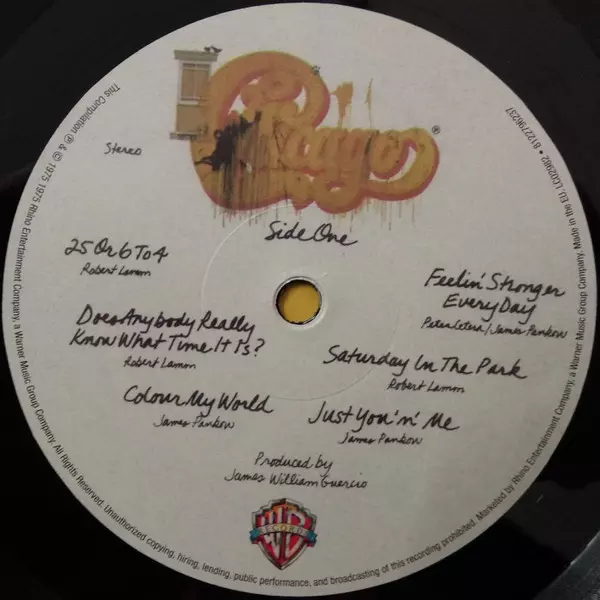 Chicago®
Stereo
Side One
25 Or 6 To 4
Robert Lamm
Does Anybody Really
Know What Time It Is?
Robert Lamm
Colour My World
James Pankow
Feelin' Stronger
Every Day
Peter Cetera / James Pankow
Saturday In The Park
Robert Lamm
Just You 'n' Me
James Pankow
Produced by
James William Guercio
WB
RECORDS
This Compilation ℗ & © 1975 1975 Rhino Entertainment Company, a Warner Music Group Company. All Rights Reserved. Unauthorized copying, hiring, lending, public performance, and broadcasting of this recording prohibited. Marketed by Rhino Entertainment Company, a Warner Music Group Company. Made in the EU. LC02982 • 8122796237